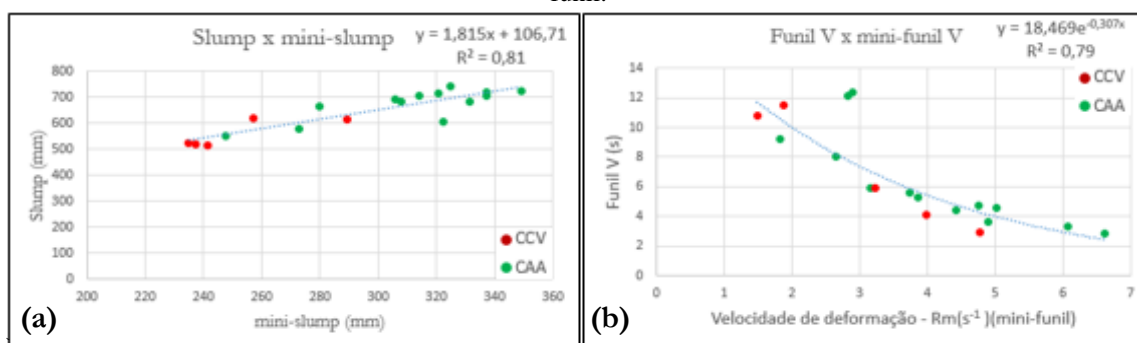 funil.
Slump x mini-slump
y = 1,815x + 106,71
R² = 0,81
800
700
600
500
400
300
200
100
0
Slump (mm)
CCV
CAA
200 220 240 260 280 300 320 340 360
mini-slump (mm)
(a)
Funil V x mini-funil V
y = 18,469e^-0,307x
R² = 0,79
CCV
CAA
14
12
10
8
6
4
2
0
Funil V (s)
0 1 2 3 4 5 6 7
Velocidade de deformação - Rm(s⁻¹)(mini-funil)
(b)